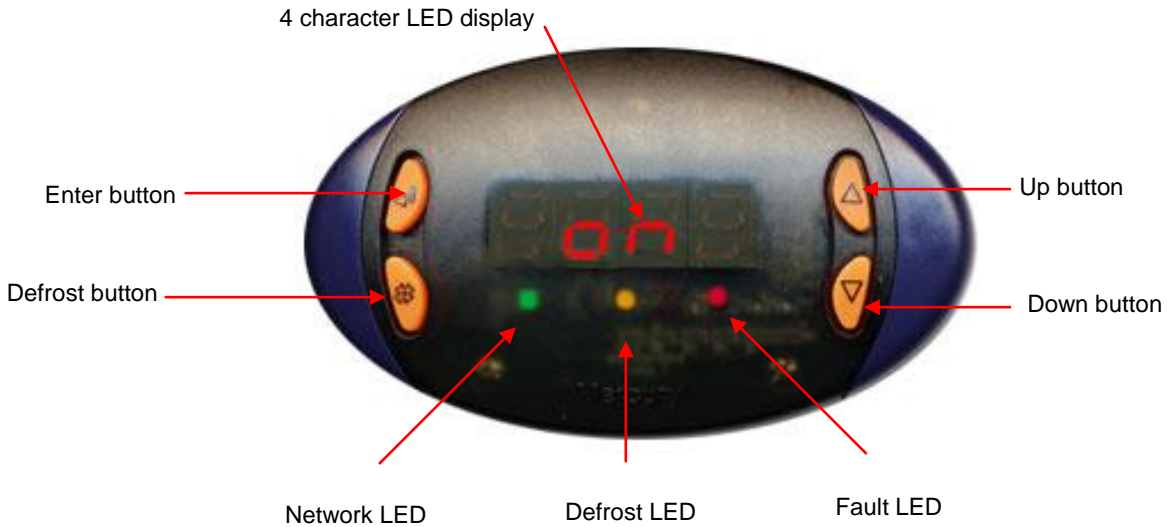 4 character LED display
on
Enter button
Up button
Defrost button
Down button
Mercury
Network LED
Defrost LED
Fault LED